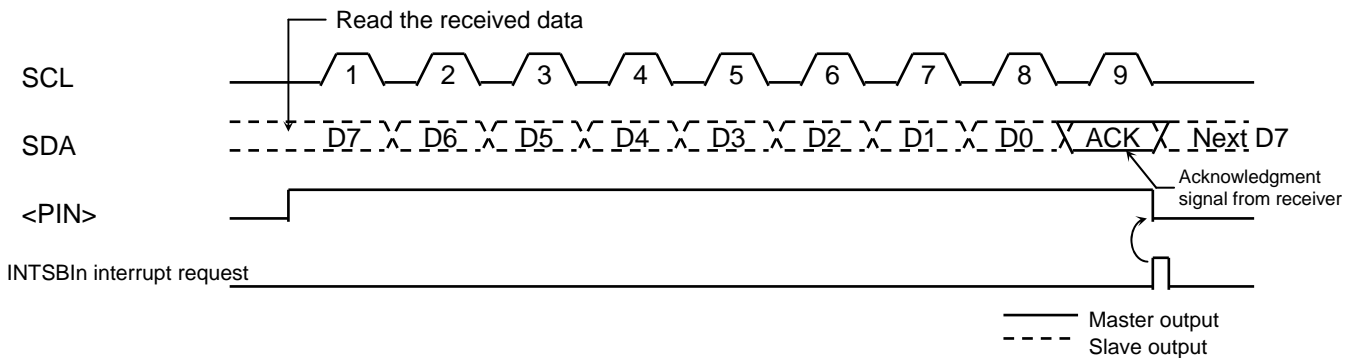 Read the received data
SCL 1 2 3 4 5 6 7 8 9
SDA D7 D6 D5 D4 D3 D2 D1 D0 ACK Next D7
Acknowledgment
signal from receiver
<PIN>
INTSBIn interrupt request
Master output
Slave output